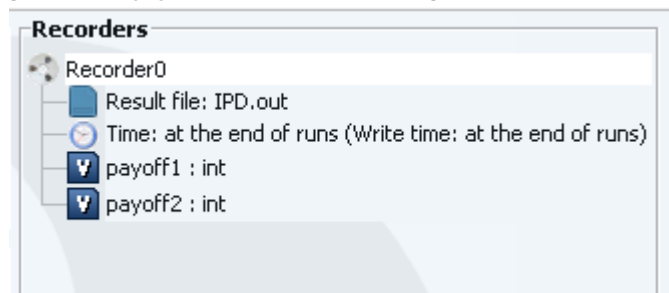 Recorders
Recorder0
Result file: IPD.out
Time: at the end of runs (Write time: at the end of runs)
V payoff1 : int
V payoff2 : int